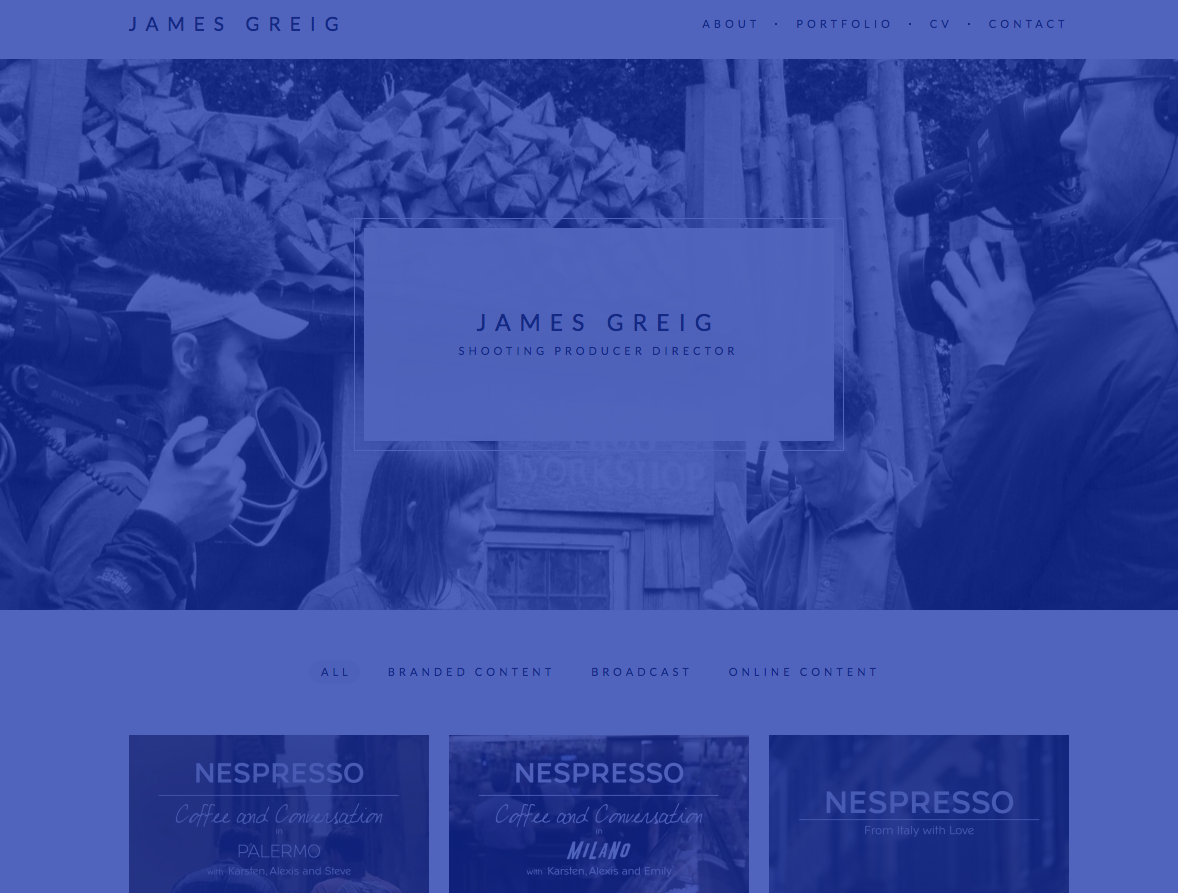 JAMES GREIG
ABOUT • PORTFOLIO • CV • CONTACT
JAMES GREIG
SHOOTING PRODUCER DIRECTOR
WORKSHOP
ALL BRANDED CONTENT BROADCAST ONLINE CONTENT
NESPRESSO
Coffee and Conversation
in
PALERMO
with Karsten, Alexis and Steve
NESPRESSO
Coffee and Conversation
in
MILANO
with Karsten, Alexis and Emily
NESPRESSO
From Italy with Love